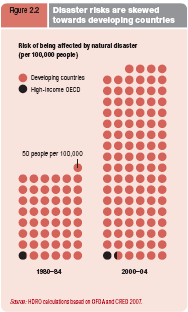 Figure 2.2
Disaster risks are skewed
towards developing countries
Risk of being affected by natural disaster
(per 100,000 people)
Developing countries
High-income OECD
50 people per 100,000
1980–84
2000–04
Source: HDRO calculations based on OFDA and CRED 2007.